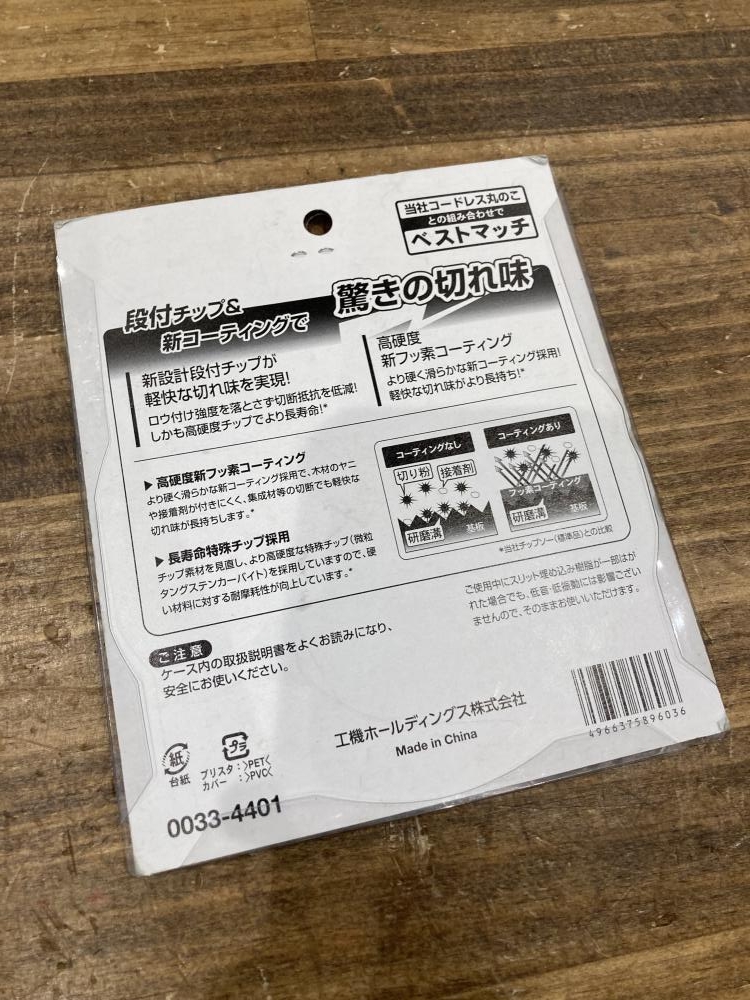 当社コードレス丸のこ
との組み合わせで
ベストマッチ
段付チップ&
新コーティングで
驚きの切れ味
新設計段付チップが
軽快な切れ味を実現!
ロウ付け強度を落とさず切断抵抗を低減!
しかも高硬度チップでより長寿命!*
高硬度
新フッ素コーティング
より硬く滑らかな新コーティング採用!
軽快な切れ味がより長持ち!*
▶高硬度新フッ素コーティング
より硬く滑らかな新コーティング採用で、木材のヤニ
や接着剤が付きにくく、集成材等の切断でも軽快な
切れ味が長持ちします。*
▶長寿命特殊チップ採用
チップ素材を見直し、より高硬度な特殊チップ(微粒
タングステンカーバイト)を採用していますので、硬
い材料に対する耐摩耗性が向上しています。*
コーティングなし
切り粉
接着剤
研磨溝
基板
コーティングあり
フッ素コーティング
研磨溝
基板
*当社チップソー(標準品)との比較
ご使用中にスリット埋め込み樹脂が一部はが
れた場合でも、低音・低振動には影響ござい
ませんので、そのままお使いいただけます。
ご注意
ケース内の取扱説明書をよくお読みになり、
安全にお使いください。
工機ホールディングス株式会社
Made in China
4966375896036
紙
台紙
プラ
ブリスタ:>PET<
カバー:>PVC<
0033-4401